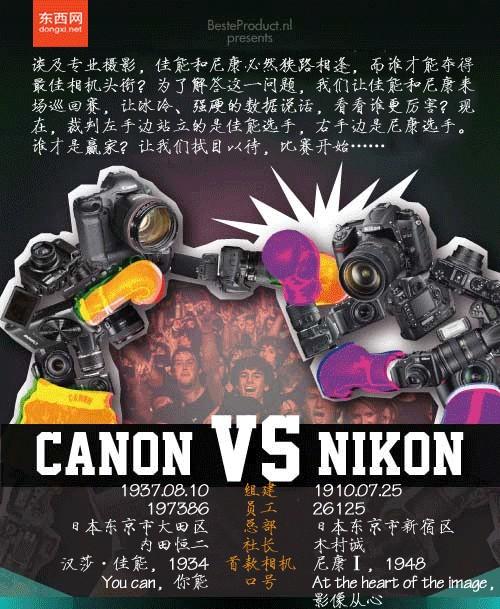 东西网
dongxi.net
BesteProduct.nl
presents
谈及专业摄影，佳能和尼康必然狭路相逢，而谁才能夺得
最佳相机头衔？为了解答这一问题，我们让佳能和尼康来
场巡回赛，让冰冷、强硬的数据说话，看看谁更厉害？现
在，裁判左手边站立的是佳能选手，右手边是尼康选手。
谁才是赢家？让我们拭目以待，比赛开始……
CANON
CANON VS NIKON
1937.08.10 组建 1910.07.25
197386 员工 26125
日本东京市大田区 总部 日本东京市新宿区
内田恒二 社长 木村诚
汉莎·佳能，1934 首款相机 尼康Ⅰ，1948
You can，你能 口号 At the heart of the image，
影像从心